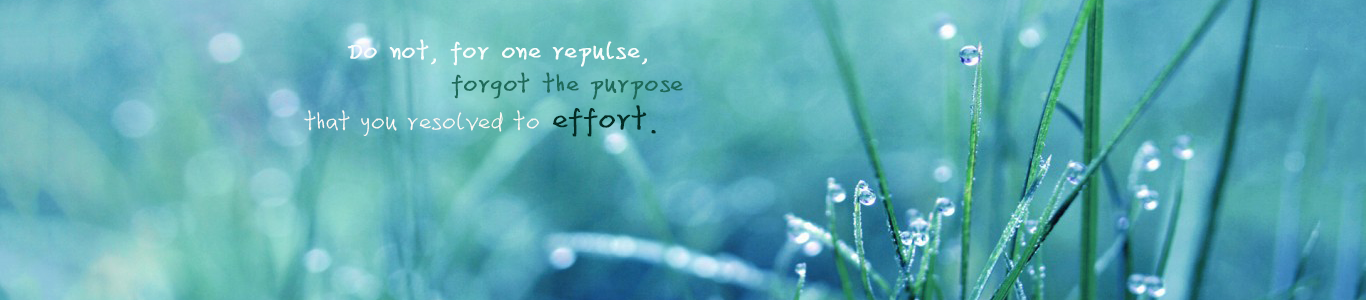 Do not, for one repulse,
forgot the purpose
that you resolved to effort.